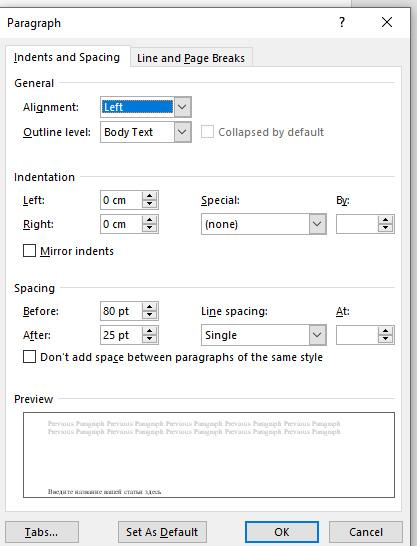 Paragraph ? ×
Indents and Spacing Line and Page Breaks
General
Alignment: Left
Outline level: Body Text Collapsed by default
Indentation
Left: 0 cm Special: By:
Right: 0 cm (none)
Mirror indents
Spacing
Before: 80 pt Line spacing: At:
After: 25 pt Single
Don't add space between paragraphs of the same style
Preview
Previous Paragraph Previous Paragraph Previous Paragraph Previous Paragraph Previous Paragraph
Previous Paragraph Previous Paragraph Previous Paragraph Previous Paragraph Previous Paragraph
Введите название вашей статьи здесь
Tabs... Set As Default OK Cancel